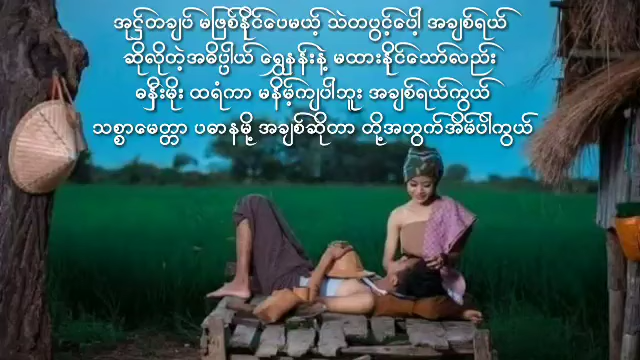 အုဌ်တချပ် မဖြစ်နိုင်ပေမယ့် သဲတပွင့်ပေါ့ အချစ်ရယ်
ဆိုလိုတဲ့အဓိပ္ပါယ် ရွှေနန်းနဲ့ မထားနိုင်သော်လည်း
ဓနိုးမိုး ထရံကာ မနိမ့်ကျပါဘူး အချစ်ရယ်ကွယ်
သစ္စာမေတ္တာ ပဓာနမို့ အချစ်ဆိုတာ တို့အတွက်အိမ်ပါကွယ်